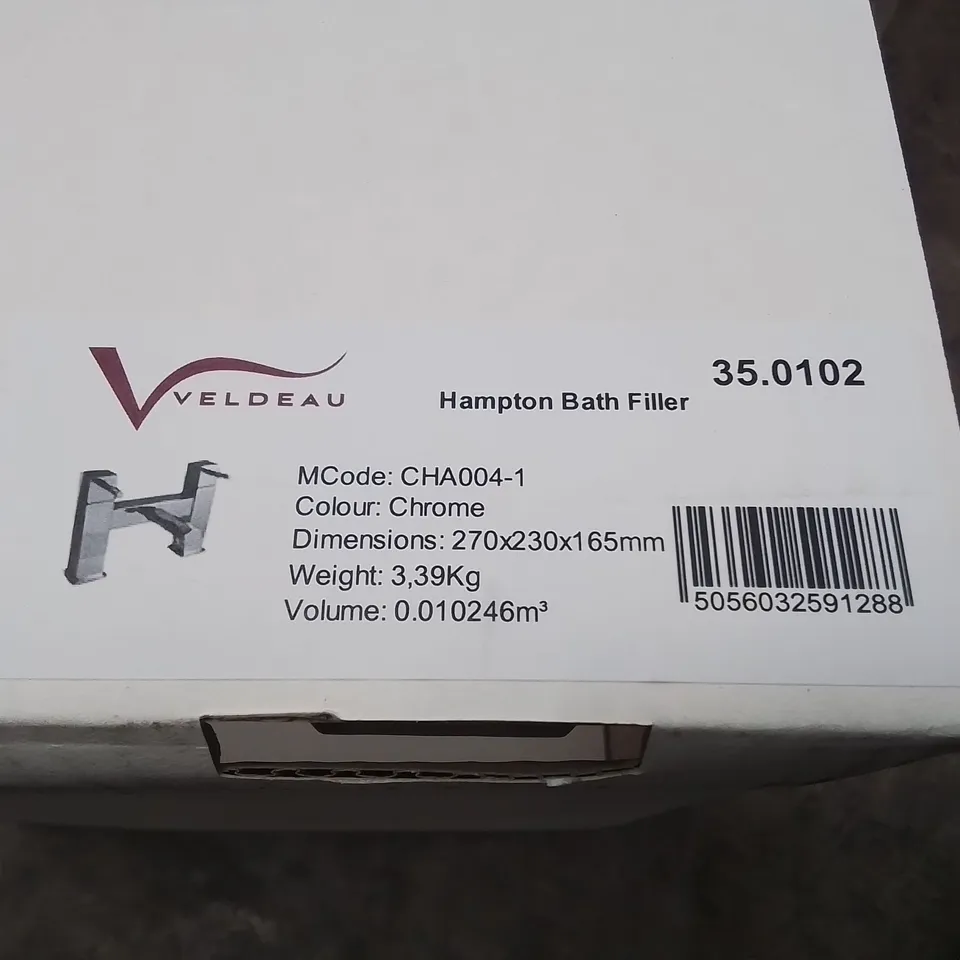 VELDEAU
Hampton Bath Filler
35.0102
MCode: CHA004-1
Colour: Chrome
Dimensions: 270x230x165mm
Weight: 3,39Kg
Volume: 0.010246m³
5056032591288